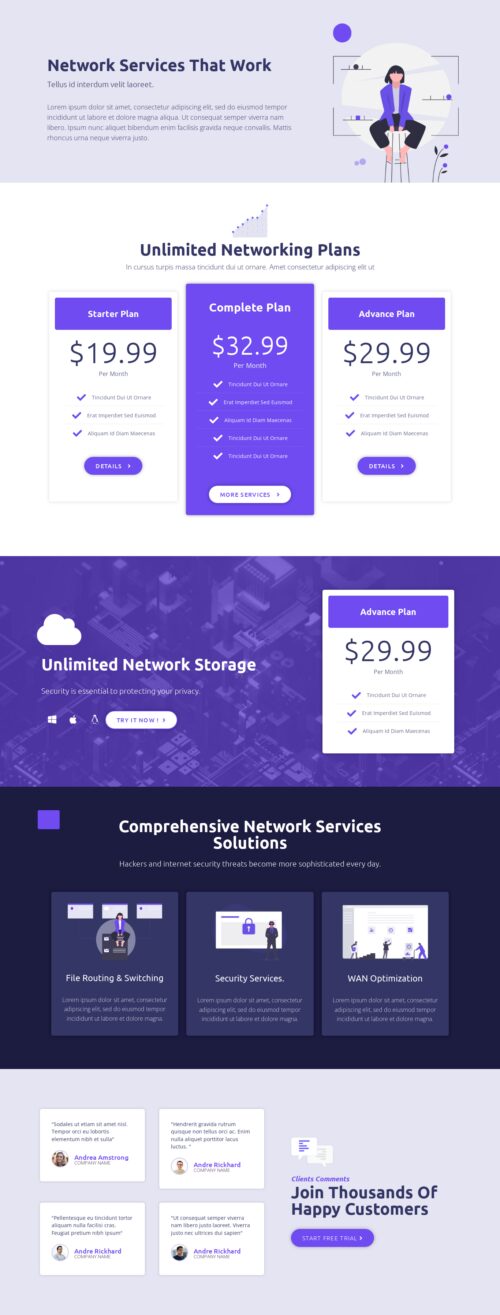 Network Services That Work
Tellus id interdum velit laoreet.
Lorem ipsum dolor sit amet, consectetur adipiscing elit, sed do eiusmod tempor
incididunt ut labore et dolore magna aliqua. Ut consequat semper viverra nam
libero. Ipsum nunc aliquet bibendum enim facilisis gravida neque convallis. Mattis
rhoncus urna neque viverra justo.
Unlimited Networking Plans
In cursus turpis massa tincidunt dui ut ornare. Amet consectetur adipiscing elit ut
Starter Plan
$19.99
Per Month
Tincidunt Dui Ut Ornare
Erat Imperdiet Sed Euismod
Aliquam Id Diam Maecenas
DETAILS >
Complete Plan
$32.99
Per Month
Tincidunt Dui Ut Ornare
Erat Imperdiet Sed Euismod
Aliquam Id Diam Maecenas
Tincidunt Dui Ut Ornare
Tincidunt Dui Ut Ornare
MORE SERVICES >
Advance Plan
$29.99
Per Month
Tincidunt Dui Ut Ornare
Erat Imperdiet Sed Euismod
Aliquam Id Diam Maecenas
DETAILS >
Unlimited Network Storage
Security is essential to protecting your privacy.
TRY IT NOW ! >
Advance Plan
$29.99
Per Month
Tincidunt Dui Ut Ornare
Erat Imperdiet Sed Euismod
Aliquam Id Diam Maecenas
Comprehensive Network Services
Solutions
Hackers and internet security threats become more sophisticated every day.
File Routing & Switching
Lorem ipsum dolor sit amet, consectetur
adipiscing elit, sed do eiusmod tempor
incididunt ut labore et dolore magna.
Security Services.
Lorem ipsum dolor sit amet, consectetur
adipiscing elit, sed do eiusmod tempor
incididunt ut labore et dolore magna.
WAN Optimization
Lorem ipsum dolor sit amet, consectetur
adipiscing elit, sed do eiusmod tempor
incididunt ut labore et dolore magna.
"Sodales ut etiam sit amet nisl.
Tempor orci eu lobortis
elementum nibh et sulla"
Andrea Amstrong
COMPANY NAME
"Hendrerit gravida rutrum
quisque non tellus orci ac. Enim
nulla aliquet porttitor lacus
luctus. "
Andre Rickhard
COMPANY NAME
"Pellentesque eu tincidunt tortor
aliquam nulla facilisi cras.
Feugiat pretium nibh ipsum"
Andre Rickhard
COMPANY NAME
"Ut consequat semper viverra
nam libero justo laoreet. Viverra
justo nec ultrices dui sapien"
Andre Rickhard
COMPANY NAME
Clients Comments
Join Thousands Of
Happy Customers
START FREE TRIAL >